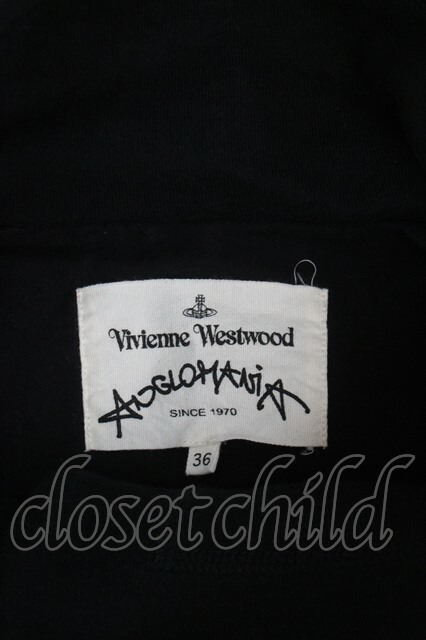 Vivienne Westwood
ANGLOMANiA
SINCE 1970
36
closetchild